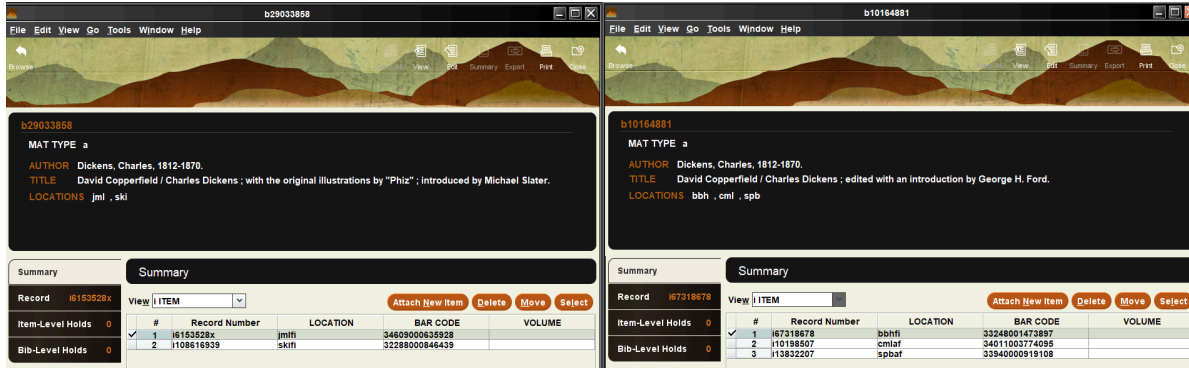 b29033858
File Edit View Go Tools Window Help
Browse View Edit Summary Export Print Close
b29033858
MAT TYPE a
AUTHOR Dickens, Charles, 1812-1870.
TITLE David Copperfield / Charles Dickens ; with the original illustrations by "Phiz" ; introduced by Michael Slater.
LOCATIONS jml , ski
Summary
Record i6153528x
Item-Level Holds 0
Bib-Level Holds 0
Summary
View i ITEM Attach New Item Delete Move Select
# Record Number LOCATION BAR CODE VOLUME
1 i6153528x jmlfi 34609000635928
2 i108616939 skifi 32288000846439
b10164881
File Edit View Go Tools Window Help
Browse View Edit Summary Export Print Close
b10164881
MAT TYPE a
AUTHOR Dickens, Charles, 1812-1870.
TITLE David Copperfield / Charles Dickens ; edited with an introduction by George H. Ford.
LOCATIONS bbh , cml , spb
Summary
Record i67318678
Item-Level Holds 0
Bib-Level Holds 0
Summary
View i ITEM Attach New Item Delete Move Select
# Record Number LOCATION BAR CODE VOLUME
1 i67318678 bbhfi 33248001473897
2 i10198507 cmlaf 34011003774095
3 i13832207 spbaf 33940000919108